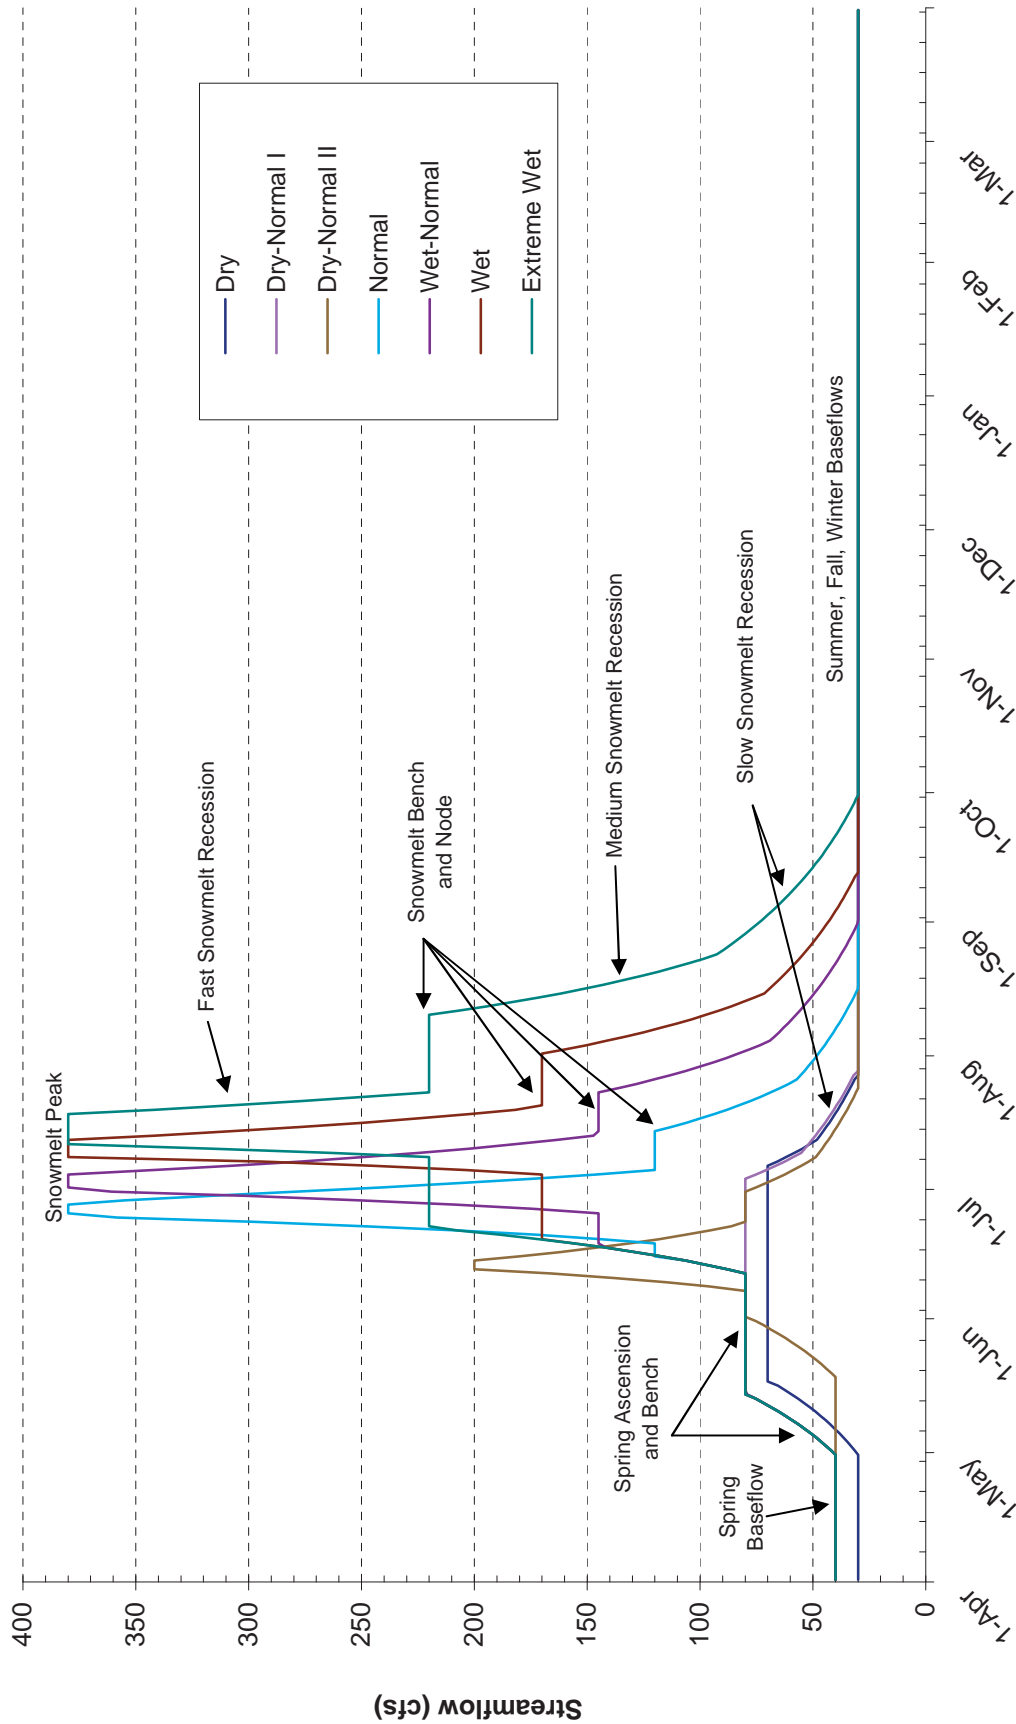 Streamflow (cfs)
400
350
300
250
200
150
100
50
0
Snowmelt Peak
Fast Snowmelt Recession
Snowmelt Bench
and Node
Medium Snowmelt Recession
Slow Snowmelt Recession
Spring Ascension
and Bench
Spring
Baseflow
Summer, Fall, Winter Baseflows
Dry
Dry-Normal I
Dry-Normal II
Normal
Wet-Normal
Wet
Extreme Wet
1-Apr
1-May
1-Jun
1-Jul
1-Aug
1-Sep
1-Oct
1-Nov
1-Dec
1-Jan
1-Feb
1-Mar